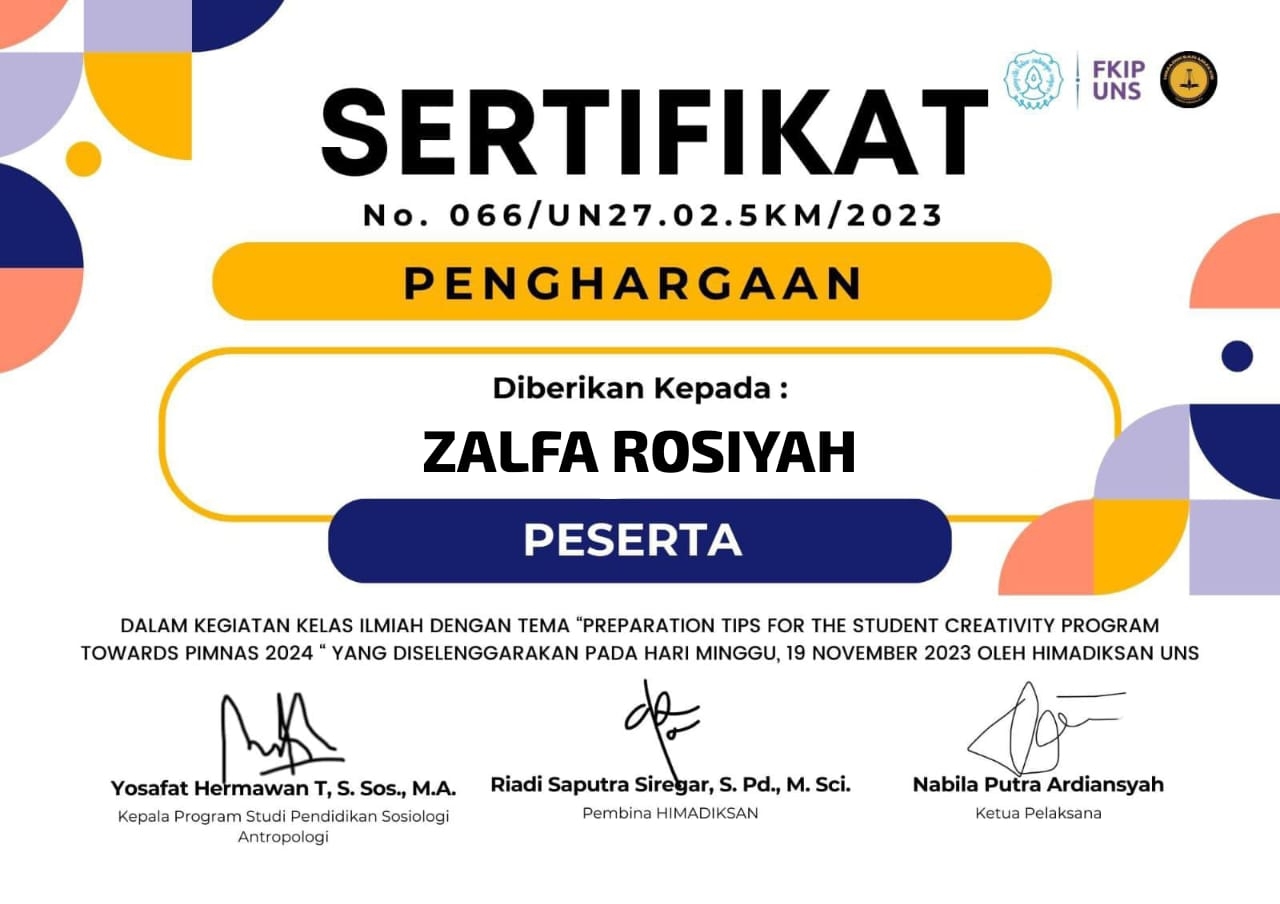 FKIP
UNS
SERTIFIKAT
No. 066/UN27.02.5KM/2023
PENGHARGAAN
Diberikan Kepada :
ZALFA ROSIYAH
PESERTA
DALAM KEGIATAN KELAS ILMIAH DENGAN TEMA “PREPARATION TIPS FOR THE STUDENT CREATIVITY PROGRAM
TOWARDS PIMNAS 2024 “ YANG DISELENGGARAKAN PADA HARI MINGGU, 19 NOVEMBER 2023 OLEH HIMADIKSAN UNS
Yosafat Hermawan T, S. Sos., M.A.
Kepala Program Studi Pendidikan Sosiologi
Antropologi
Riadi Saputra Siregar, S. Pd., M. Sci.
Pembina HIMADIKSAN
Nabila Putra Ardiansyah
Ketua Pelaksana